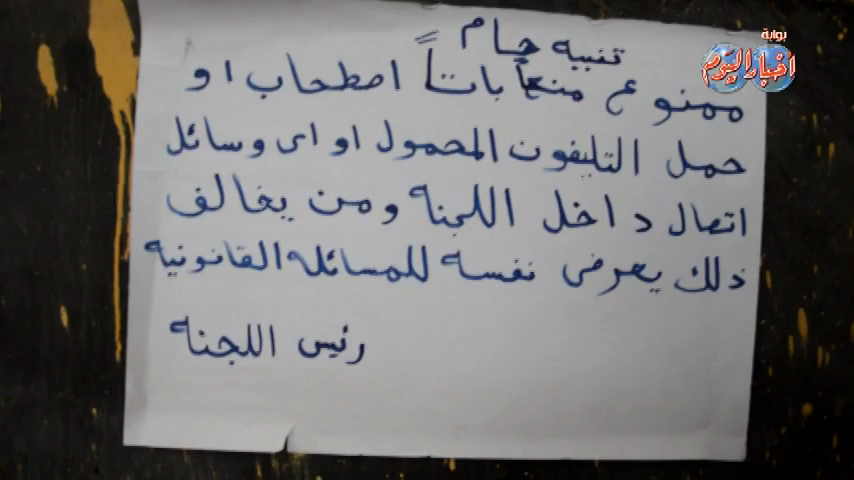 بوابة
اخبار اليوم
تنبيه هام
ممنوع منعاً باتاً اصطحاب او
حمل التليفون المحمول او اى وسائل
اتصال داخل اللجنه ومن يخالف
ذلك يعرض نفسه للمسائله القانونيه
رئيس اللجنه